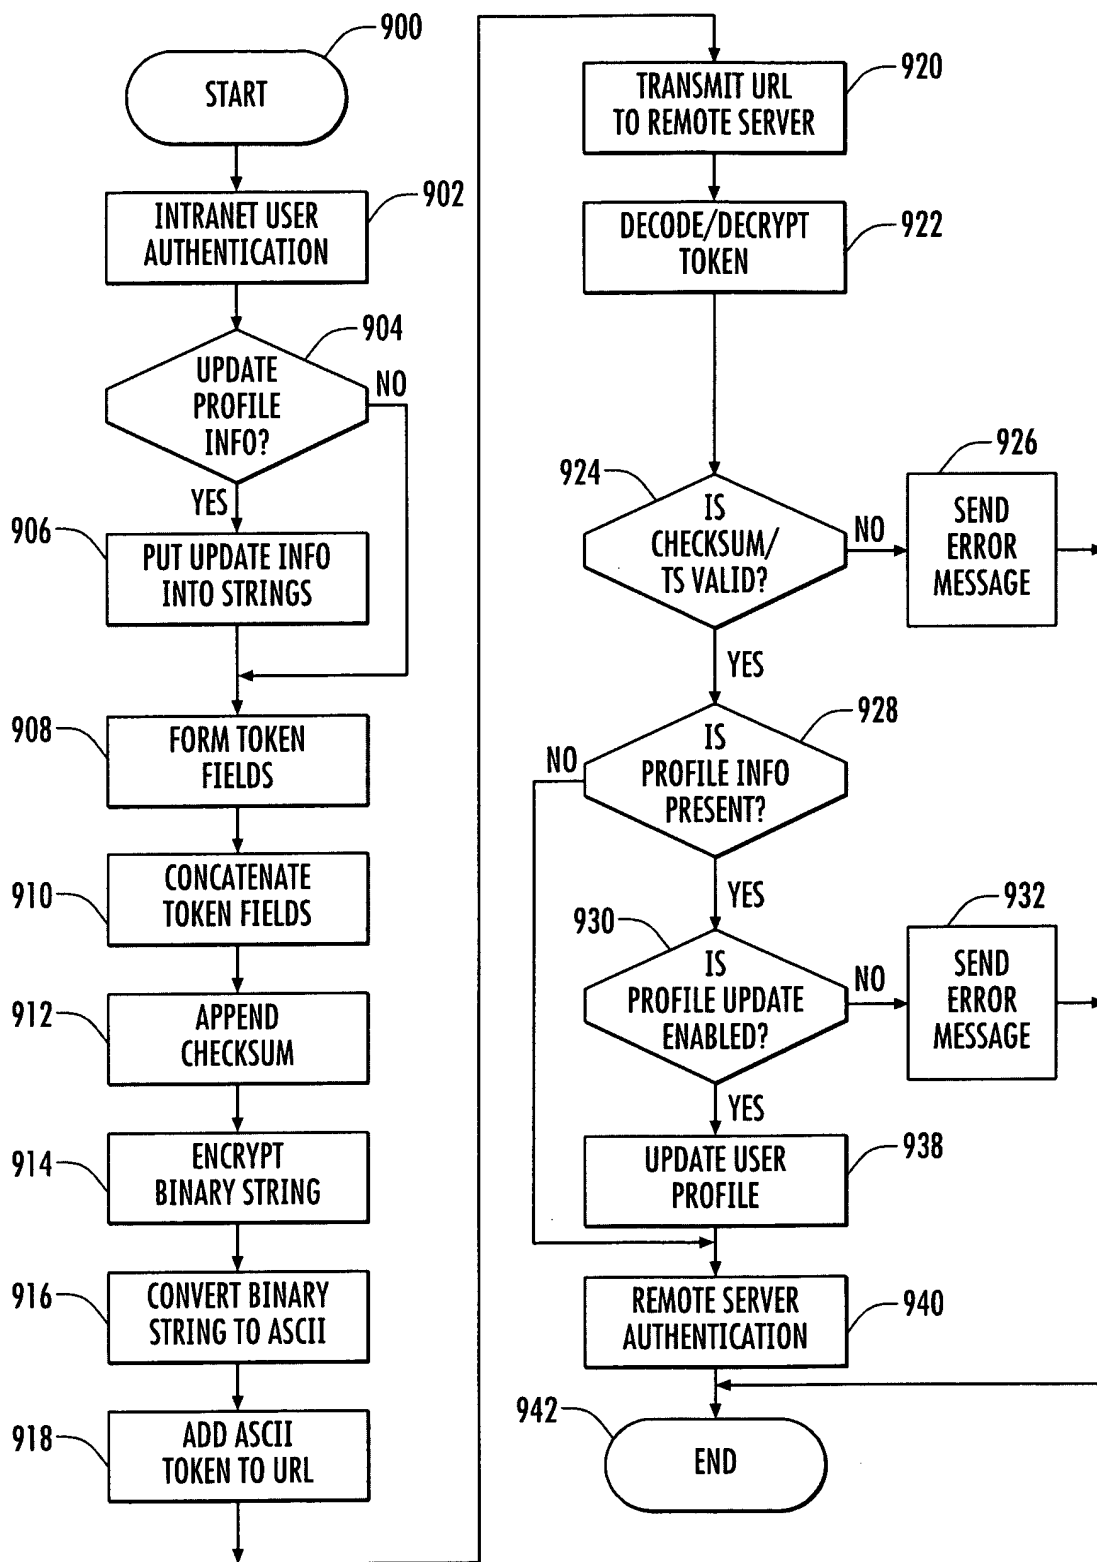 900
START
902
INTRANET USER
AUTHENTICATION
904
UPDATE
PROFILE
INFO?
NO
YES
906
PUT UPDATE INFO
INTO STRINGS
908
FORM TOKEN
FIELDS
910
CONCATENATE
TOKEN FIELDS
912
APPEND
CHECKSUM
914
ENCRYPT
BINARY STRING
916
CONVERT BINARY
STRING TO ASCII
918
ADD ASCII
TOKEN TO URL
920
TRANSMIT URL
TO REMOTE SERVER
922
DECODE/DECRYPT
TOKEN
924
IS
CHECKSUM/
TS VALID?
NO
926
SEND
ERROR
MESSAGE
YES
928
IS
PROFILE INFO
PRESENT?
NO
YES
930
IS
PROFILE UPDATE
ENABLED?
NO
932
SEND
ERROR
MESSAGE
YES
938
UPDATE USER
PROFILE
940
REMOTE SERVER
AUTHENTICATION
942
END